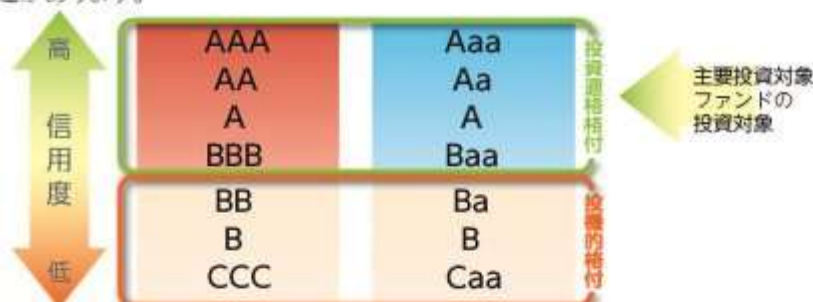 高
信
用
度
低
AAA Aaa
AA Aa
A A
BBB Baa
投資適格格付
BB Ba
B B
CCC Caa
投機的格付
主要投資対象
ファンドの
投資対象